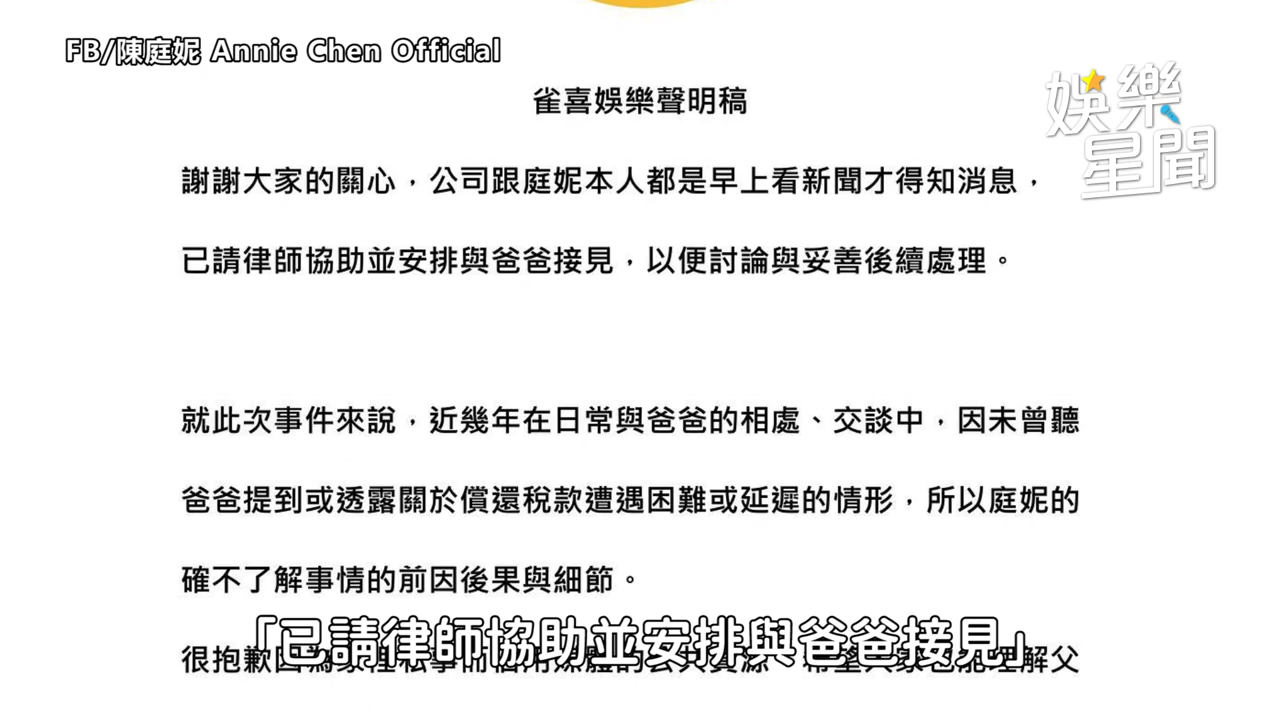 FB/陳庭妮 Annie Chen Official
娛樂
星聞
雀喜娛樂聲明稿
謝謝大家的關心，公司跟庭妮本人都是早上看新聞才得知消息，
已請律師協助並安排與爸爸接見，以便討論與妥善後續處理。
就此次事件來說，近幾年在日常與爸爸的相處、交談中，因未曾聽
爸爸提到或透露關於償還稅款遭遇困難或延遲的情形，所以庭妮的
確不了解事情的前因後果與細節。
「已請律師協助並安排與爸爸接見」
很抱歉因為
理解父